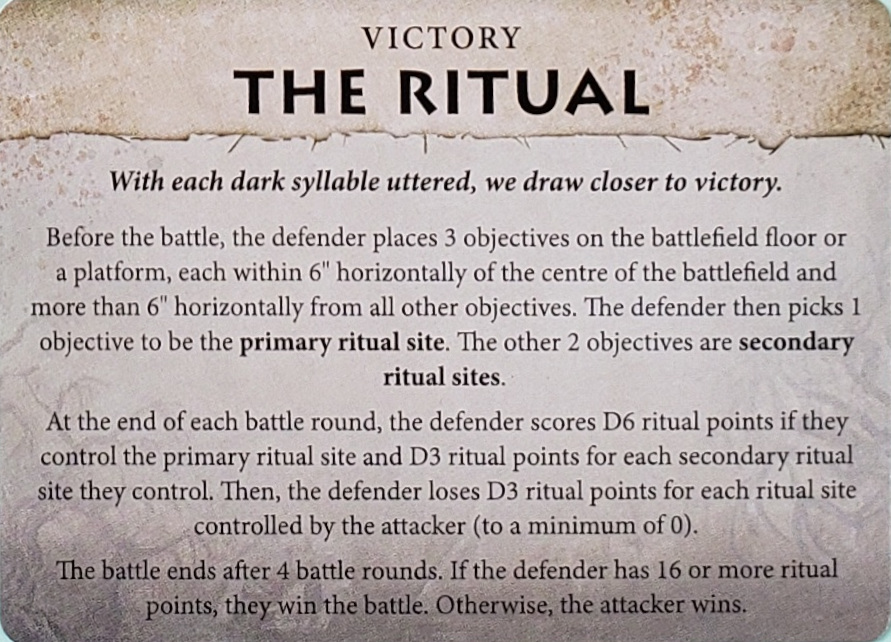 VICTORY
THE RITUAL
With each dark syllable uttered, we draw closer to victory.
Before the battle, the defender places 3 objectives on the battlefield floor or
a platform, each within 6" horizontally of the centre of the battlefield and
more than 6" horizontally from all other objectives. The defender then picks 1
objective to be the primary ritual site. The other 2 objectives are secondary
ritual sites.
At the end of each battle round, the defender scores D6 ritual points if they
control the primary ritual site and D3 ritual points for each secondary ritual
site they control. Then, the defender loses D3 ritual points for each ritual site
controlled by the attacker (to a minimum of 0).
The battle ends after 4 battle rounds. If the defender has 16 or more ritual
points, they win the battle. Otherwise, the attacker wins.